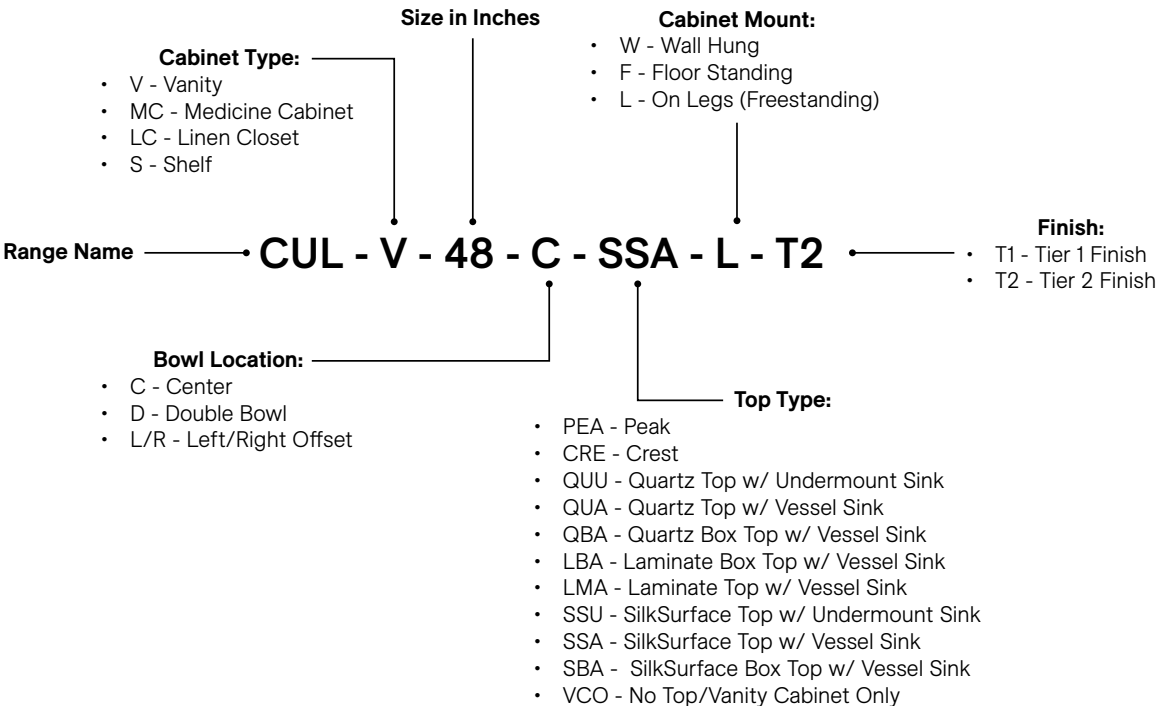 Size in Inches
Cabinet Mount:
• W - Wall Hung
• F - Floor Standing
• L - On Legs (Freestanding)
Cabinet Type:
• V - Vanity
• MC - Medicine Cabinet
• LC - Linen Closet
• S - Shelf
Range Name
CUL - V - 48 - C - SSA - L - T2
Finish:
• T1 - Tier 1 Finish
• T2 - Tier 2 Finish
Bowl Location:
• C - Center
• D - Double Bowl
• L/R - Left/Right Offset
Top Type:
• PEA - Peak
• CRE - Crest
• QUU - Quartz Top w/ Undermount Sink
• QUA - Quartz Top w/ Vessel Sink
• QBA - Quartz Box Top w/ Vessel Sink
• LBA - Laminate Box Top w/ Vessel Sink
• LMA - Laminate Top w/ Vessel Sink
• SSU - SilkSurface Top w/ Undermount Sink
• SSA - SilkSurface Top w/ Vessel Sink
• SBA - SilkSurface Box Top w/ Vessel Sink
• VCO - No Top/Vanity Cabinet Only